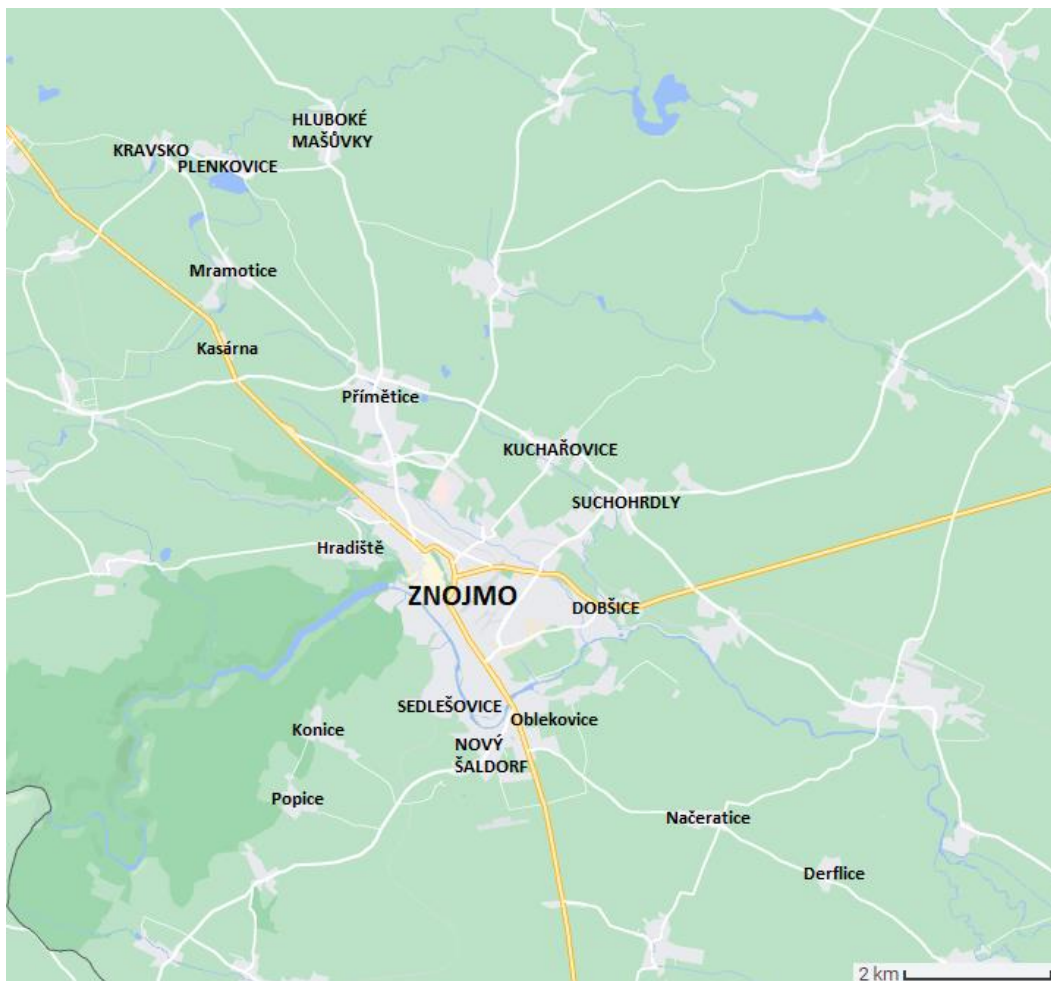 HLUBOKÉ
MAŠŮVKY
KRAVSKO
PLENKOVICE
Mramotice
Kasárna
Přímětice
KUCHAŘOVICE
SUCHOHRDLY
Hradiště
ZNOJMO
DOBŠICE
SEDLEŠOVICE
Oblekovice
Konice
NOVÝ
ŠALDORF
Popice
Načeratice
Derflice
2 km